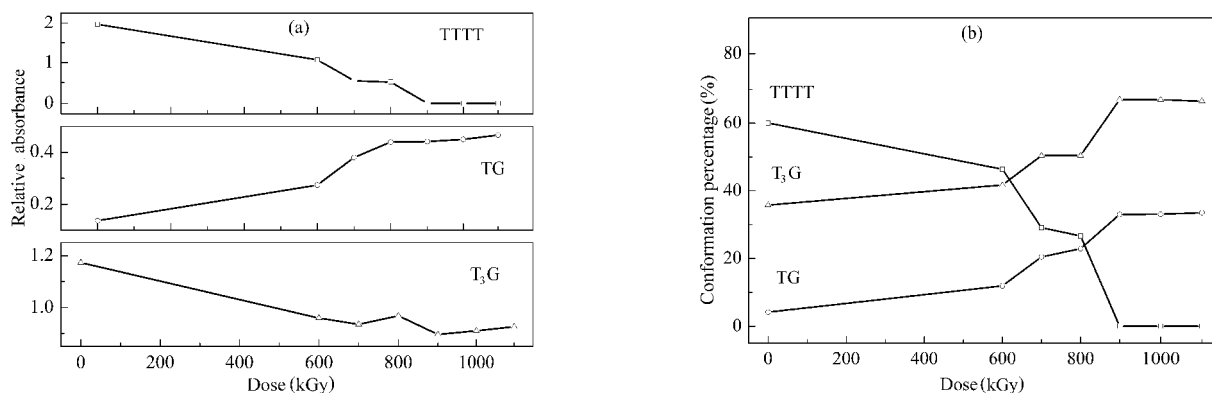 (a)
TTTT
2
1
0
TG
0.4
0.2
T₃G
1.2
1.0
0 200 400 600 800 1000
Dose (kGy)
Relative absorbance
(b)
80
60
40
20
0
TTTT
T₃G
TG
0 200 400 600 800 1000
Dose (kGy)
Conformation percentage (%)